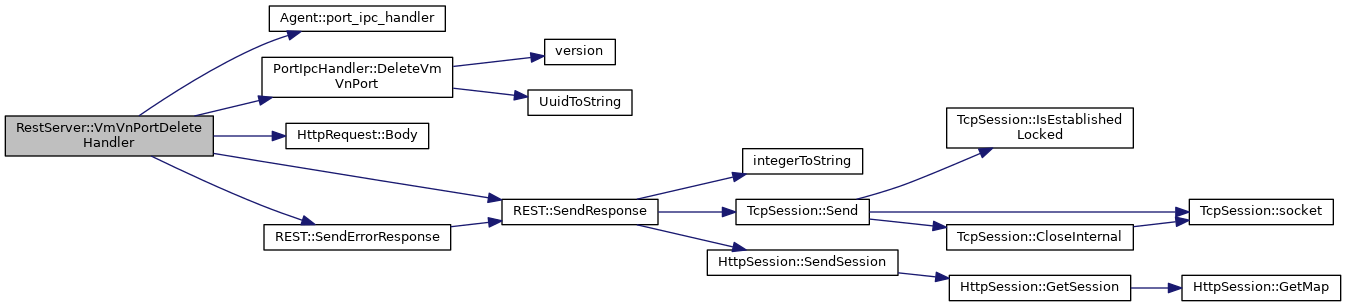 Agent::port_ipc_handler
PortIpcHandler::DeleteVm
VnPort
version
UuidToString
RestServer::VmVnPortDelete
Handler
HttpRequest::Body
REST::SendErrorResponse
REST::SendResponse
integerToString
TcpSession::Send
HttpSession::SendSession
TcpSession::IsEstablished
Locked
TcpSession::CloseInternal
TcpSession::socket
HttpSession::GetSession
HttpSession::GetMap